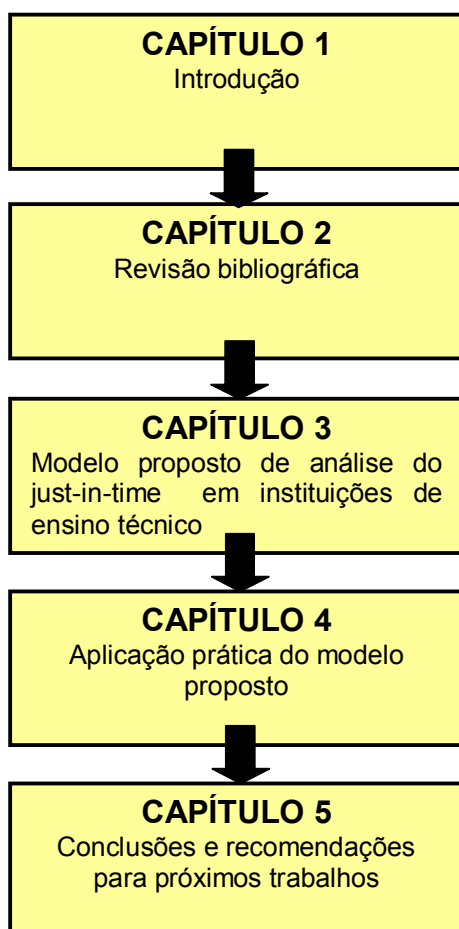 CAPÍTULO 1
Introdução
CAPÍTULO 2
Revisão bibliográfica
CAPÍTULO 3
Modelo proposto de análise do
just-in-time em instituições de
ensino técnico
CAPÍTULO 4
Aplicação prática do modelo
proposto
CAPÍTULO 5
Conclusões e recomendações
para próximos trabalhos